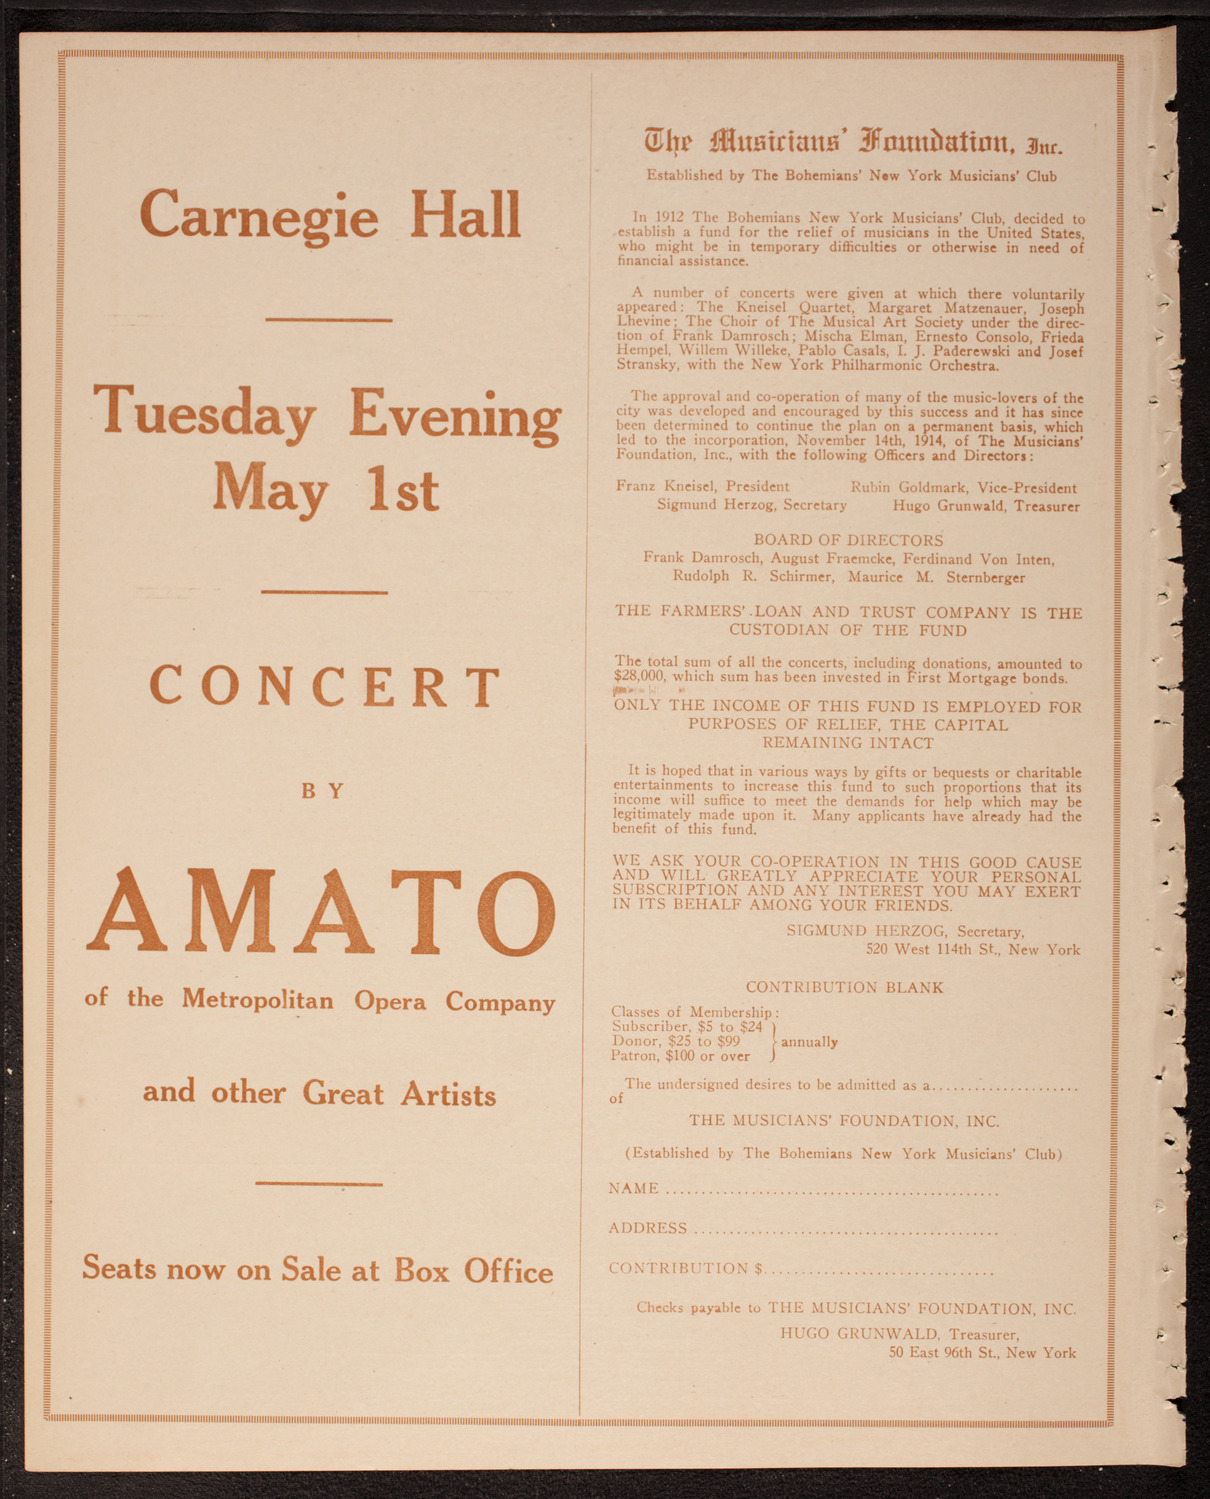 Carnegie Hall
Tuesday Evening
May 1st
CONCERT
BY
AMATO
of the Metropolitan Opera Company
and other Great Artists
Seats now on Sale at Box Office
The Musicians' Foundation, Inc.
Established by The Bohemians' New York Musicians' Club
In 1912 The Bohemians New York Musicians' Club, decided to
establish a fund for the relief of musicians in the United States,
who might be in temporary difficulties or otherwise in need of
financial assistance.
A number of concerts were given at which there voluntarily
appeared: The Kneisel Quartet, Margaret Matzenauer, Joseph
Lhevine; The Choir of The Musical Art Society under the direc-
tion of Frank Damrosch; Mischa Elman, Ernesto Consolo, Frieda
Hempel, Willem Willeke, Pablo Casals, I. J. Paderewski and Josef
Stransky, with the New York Philharmonic Orchestra.
The approval and co-operation of many of the music-lovers of the
city was developed and encouraged by this success and it has since
been determined to continue the plan on a permanent basis, which
led to the incorporation, November 14th, 1914, of The Musicians'
Foundation, Inc., with the following Officers and Directors:
Franz Kneisel, President Rubin Goldmark, Vice-President
Sigmund Herzog, Secretary Hugo Grunwald, Treasurer
BOARD OF DIRECTORS
Frank Damrosch, August Fraemcke, Ferdinand Von Inten,
Rudolph R. Schirmer, Maurice M. Sternberger
THE FARMERS' LOAN AND TRUST COMPANY IS THE
CUSTODIAN OF THE FUND
The total sum of all the concerts, including donations, amounted to
$28,000, which sum has been invested in First Mortgage bonds.
ONLY THE INCOME OF THIS FUND IS EMPLOYED FOR
PURPOSES OF RELIEF, THE CAPITAL
REMAINING INTACT
It is hoped that in various ways by gifts or bequests or charitable
entertainments to increase this fund to such proportions that its
income will suffice to meet the demands for help which may be
legitimately made upon it. Many applicants have already had the
benefit of this fund.
WE ASK YOUR CO-OPERATION IN THIS GOOD CAUSE
AND WILL GREATLY APPRECIATE YOUR PERSONAL
SUBSCRIPTION AND ANY INTEREST YOU MAY EXERT
IN ITS BEHALF AMONG YOUR FRIENDS.
SIGMUND HERZOG, Secretary,
520 West 114th St., New York
CONTRIBUTION BLANK
Classes of Membership:
Subscriber, $5 to $24
Donor, $25 to $99 } annually
Patron, $100 or over
The undersigned desires to be admitted as a.....................
of
THE MUSICIANS' FOUNDATION, INC.
(Established by The Bohemians New York Musicians' Club)
NAME ...............................................
ADDRESS ...........................................
CONTRIBUTION $................................
Checks payable to THE MUSICIANS' FOUNDATION, INC.
HUGO GRUNWALD, Treasurer,
50 East 96th St., New York